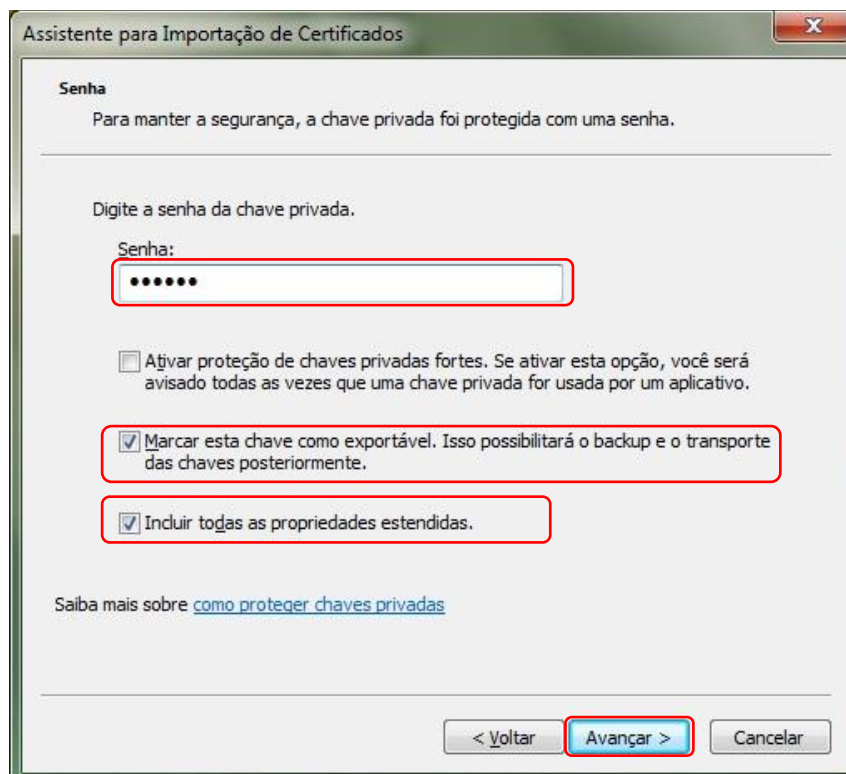 Assistente para Importação de Certificados
Senha
Para manter a segurança, a chave privada foi protegida com uma senha.
Digite a senha da chave privada.
Senha:
••••••
Ativar proteção de chaves privadas fortes. Se ativar esta opção, você será
avisado todas as vezes que uma chave privada for usada por um aplicativo.
Marcar esta chave como exportável. Isso possibilitará o backup e o transporte
das chaves posteriormente.
Incluir todas as propriedades estendidas.
Saiba mais sobre como proteger chaves privadas
< Voltar Avançar > Cancelar